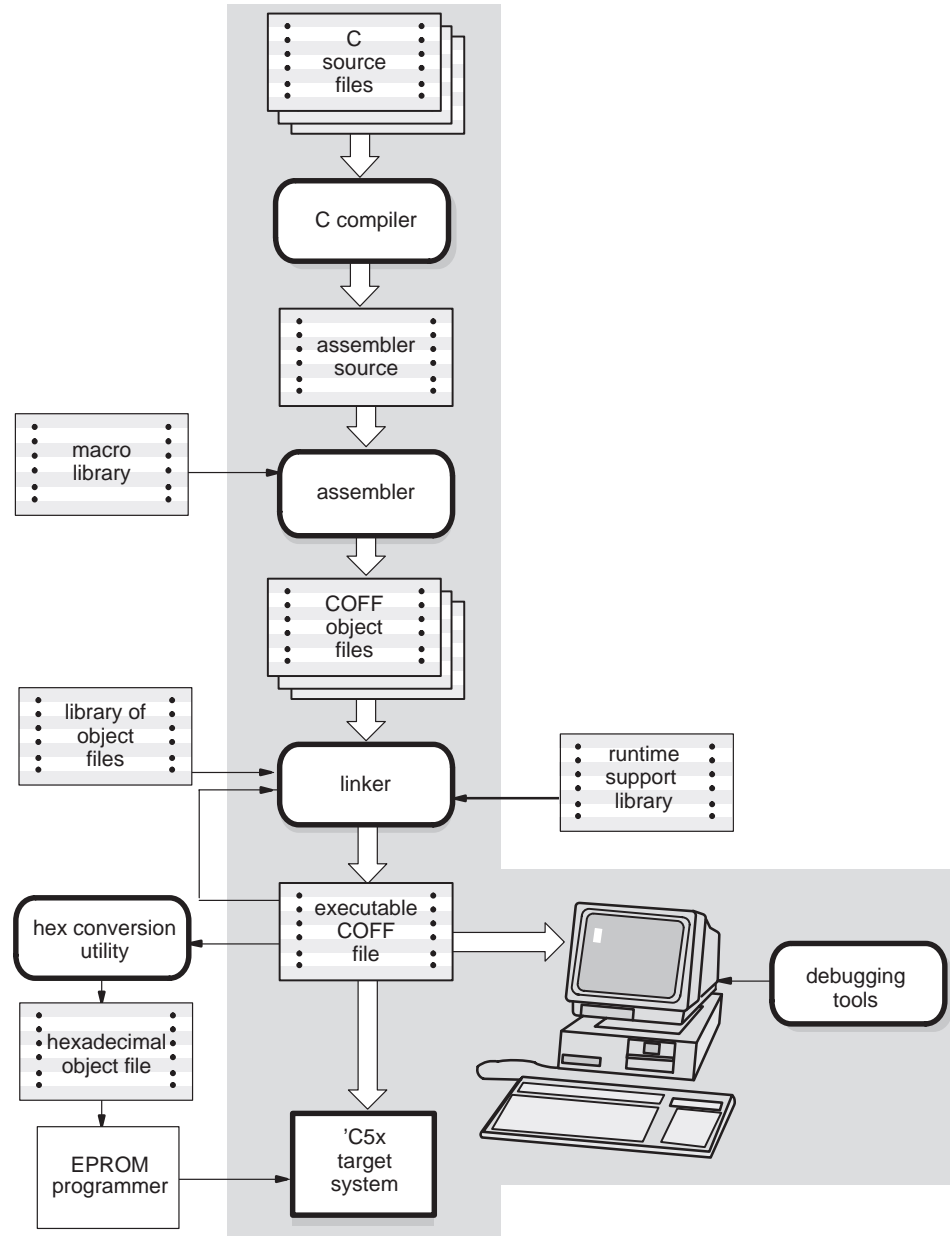 C
source
files
C compiler
assembler
source
macro
library
assembler
COFF
object
files
library of
object
files
linker
runtime
support
library
executable
COFF
file
hex conversion
utility
debugging
tools
hexadecimal
object file
'C5x
target
system
EPROM
programmer